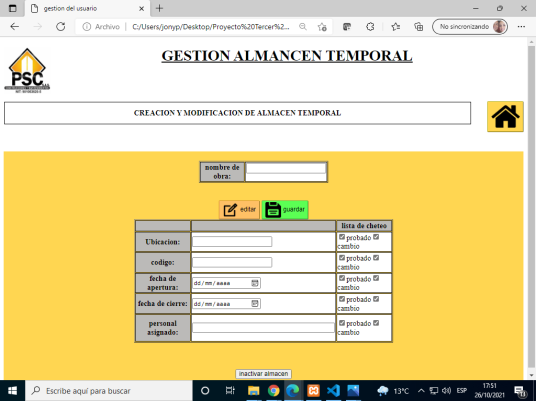 gestion del usuario
Archivo
C:/Users/jonyp/Desktop/Proyecto%20Tercer%2...
No sincronizando
PSC
GESTION ALMANCEN TEMPORAL
CREACION Y MODIFICACION DE ALMACEN TEMPORAL
nombre de
obra:
editar
guardar
lista de cheteo
Ubicacion:
probado
cambio
codigo:
probado
cambio
fecha de
apertura:
dd/mm/aaaa
probado
cambio
fecha de cierre:
dd/mm/aaaa
probado
cambio
personal
asignado:
probado
cambio
inactivar almacen
Escribe aquí para buscar
13°C
ESP
17:51
26/10/2021